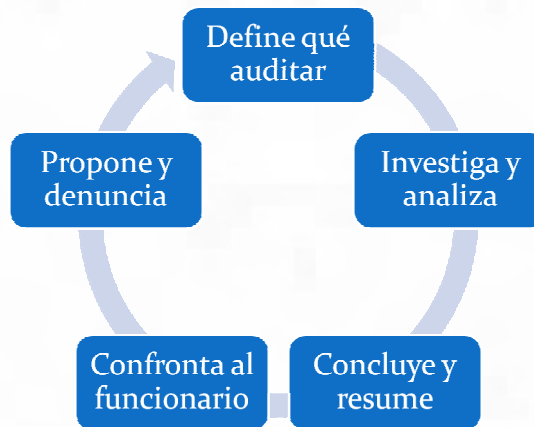 Define qué
auditar
Investiga y
analiza
Concluye y
resume
Confronta al
funcionario
Propone y
denuncia